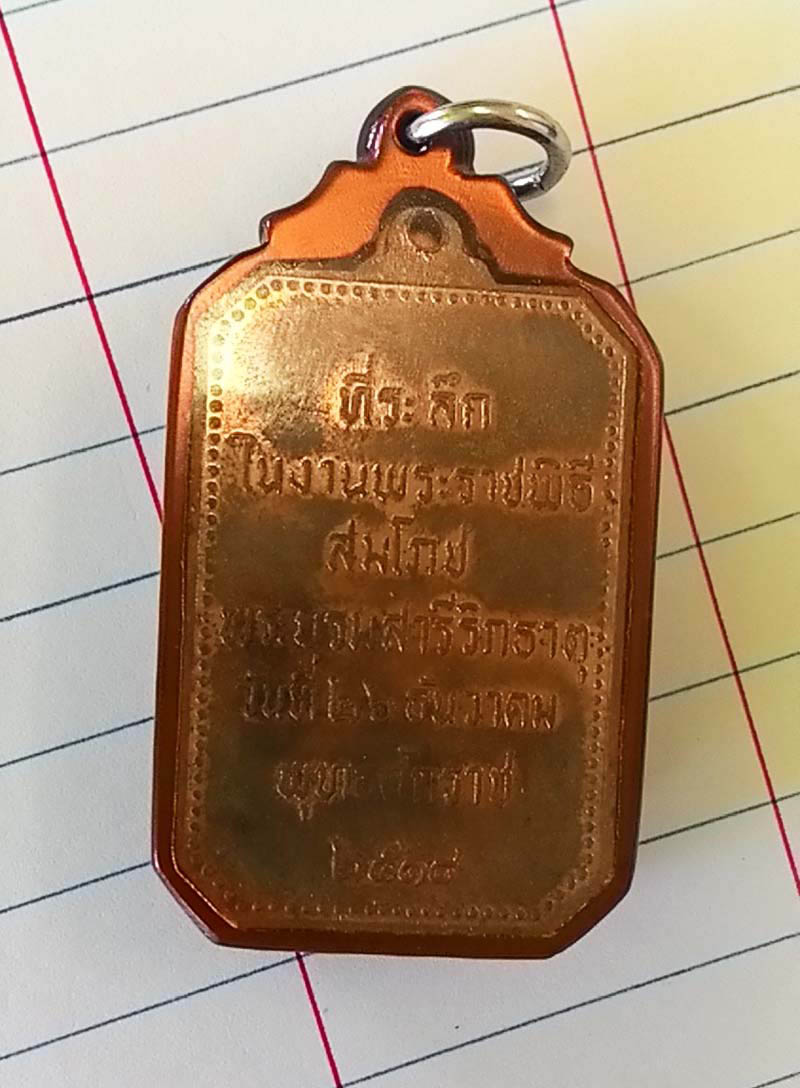 ที่ระลึก
ในงานพระราชพิธี
สมโภช
พระบรมสารีริกธาตุ
วันที่ ๒๖ ธันวาคม
พุทธศักราช
๒๕๑๘